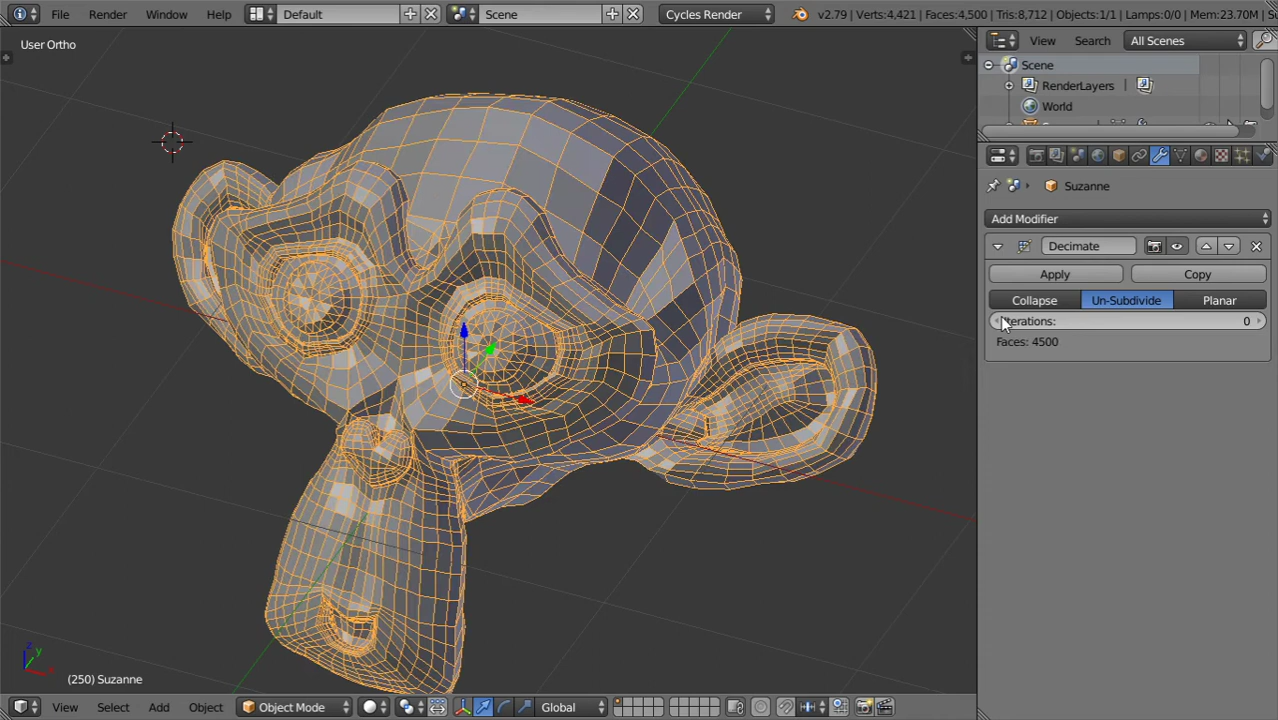 File Render Window Help Default Scene Cycles Render v2.79 | Verts:4,421 | Faces:4,500 | Tris:8,712 | Objects:1/1 | Lamps:0/0 | Mem:23.70M
User Ortho
View Search All Scenes
Scene
RenderLayers
World
Suzanne
Add Modifier
Decimate
Apply Copy
Collapse Un-Subdivide Planar
Iterations: 0
Faces: 4500
(250) Suzanne
View Select Add Object Object Mode Global